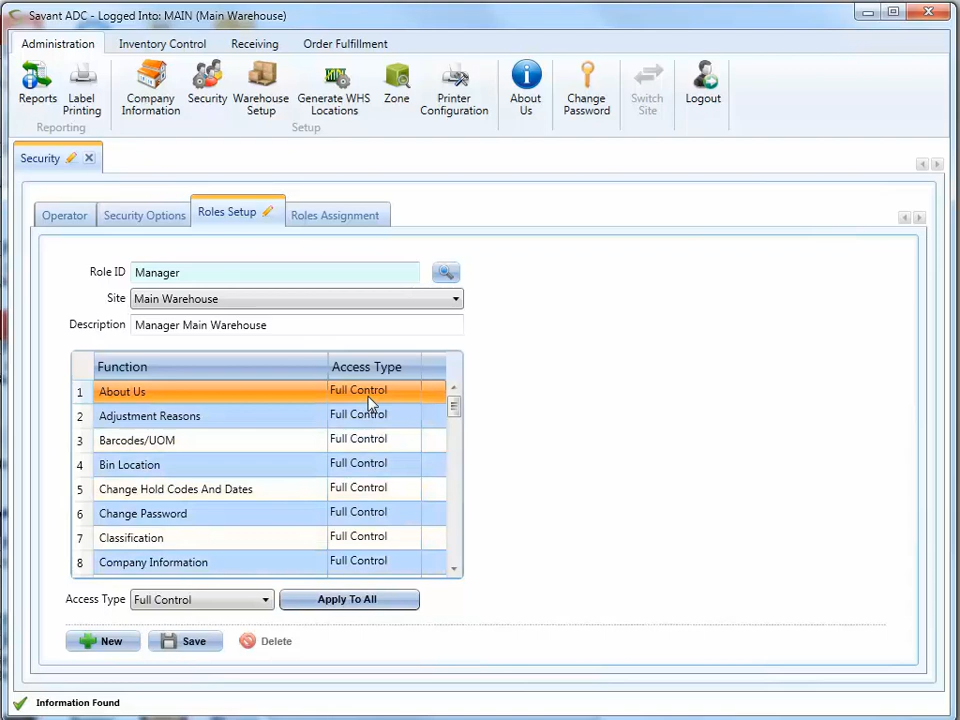 Savant ADC - Logged Into: MAIN (Main Warehouse)
Administration Inventory Control Receiving Order Fulfillment
Reports
Label Printing
Company Information
Security
Warehouse Setup
Generate WHS Locations
Zone
Printer Configuration
About Us
Change Password
Switch Site
Logout
Reporting Setup
Security
Operator Security Options Roles Setup Roles Assignment
Role ID Manager
Site Main Warehouse
Description Manager Main Warehouse
Function Access Type
1 About Us Full Control
2 Adjustment Reasons Full Control
3 Barcodes/UOM Full Control
4 Bin Location Full Control
5 Change Hold Codes And Dates Full Control
6 Change Password Full Control
7 Classification Full Control
8 Company Information Full Control
Access Type Full Control Apply To All
New Save Delete
Information Found